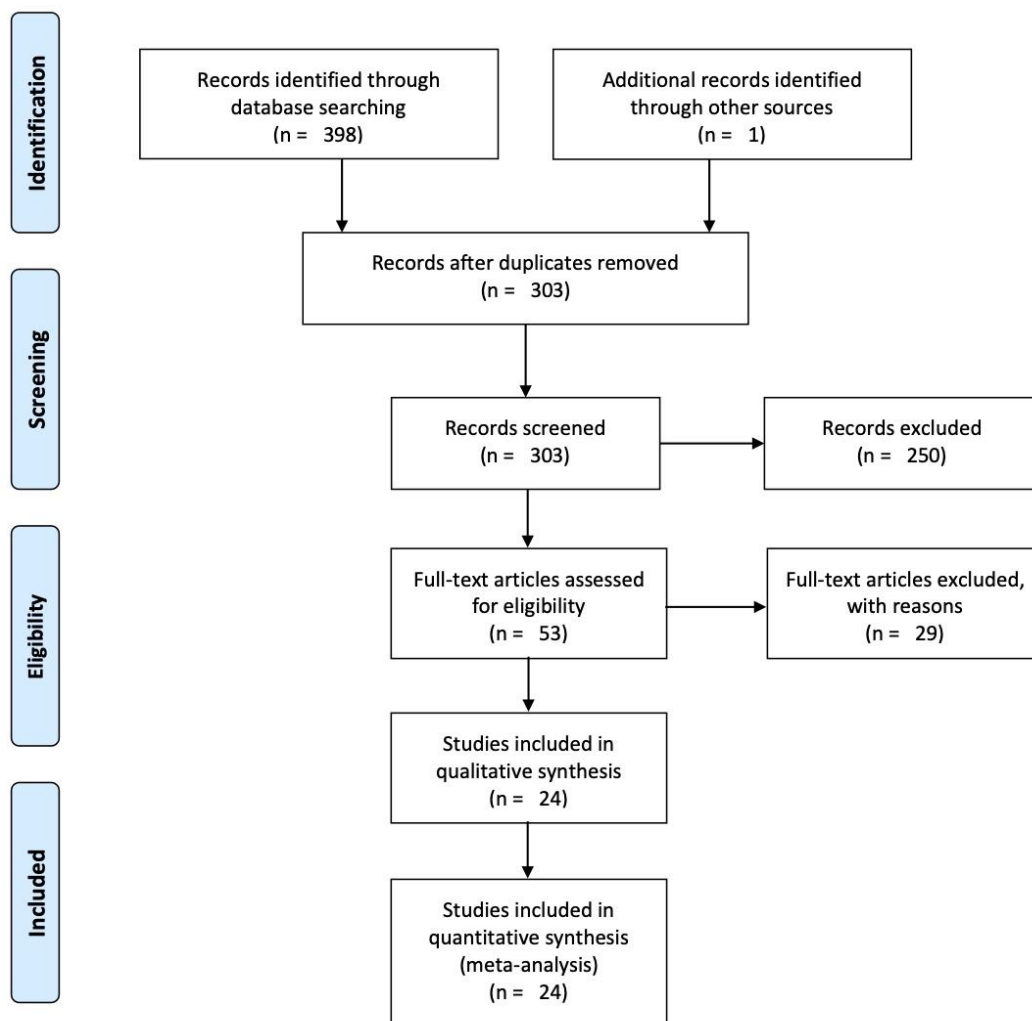 Identification
Records identified through
database searching
(n = 398)
Additional records identified
through other sources
(n = 1)
Records after duplicates removed
(n = 303)
Screening
Records screened
(n = 303)
Records excluded
(n = 250)
Eligibility
Full-text articles assessed
for eligibility
(n = 53)
Full-text articles excluded,
with reasons
(n = 29)
Studies included in
qualitative synthesis
(n = 24)
Included
Studies included in
quantitative synthesis
(meta-analysis)
(n = 24)